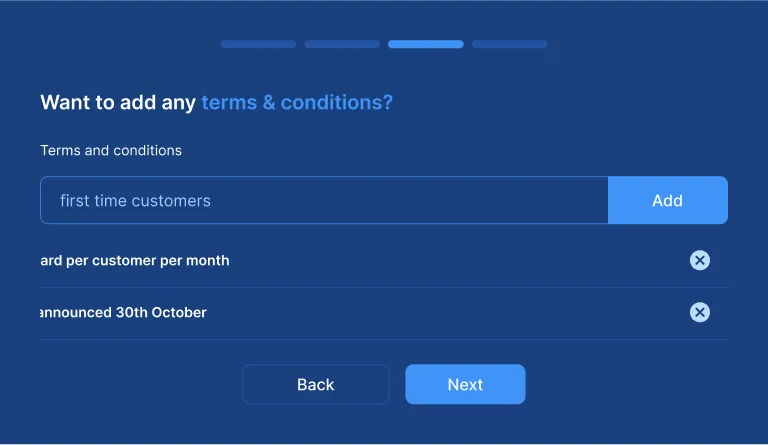 Want to add any terms & conditions?
Terms and conditions
first time customers
Add
ard per customer per month
announced 30th October
Back
Next